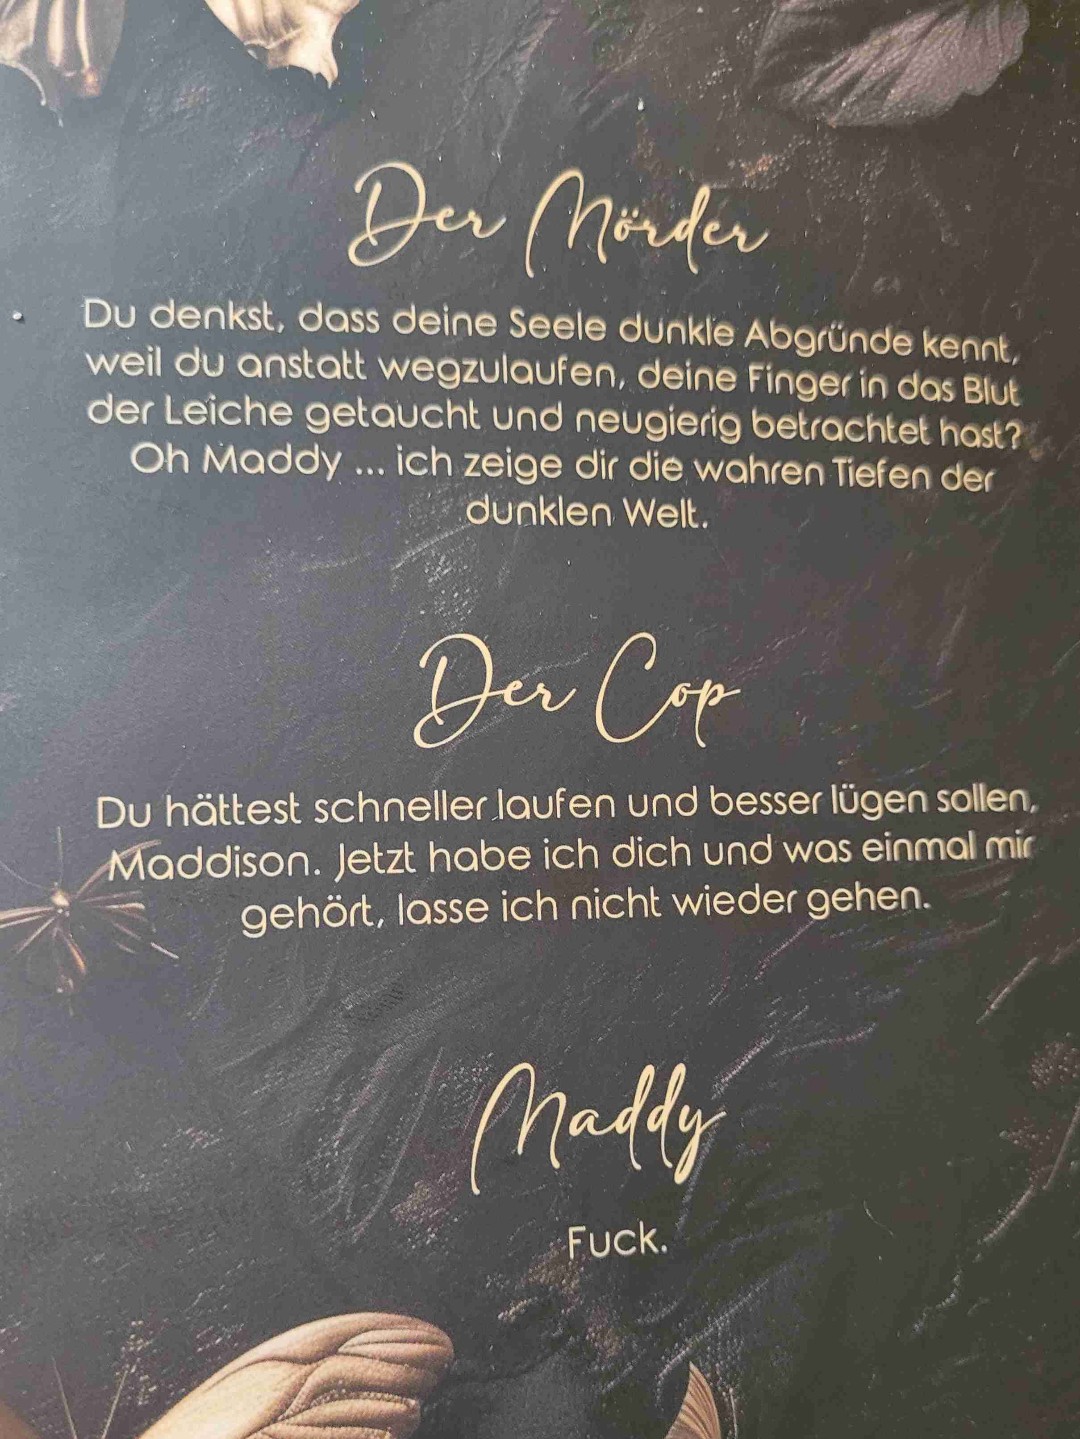 Der Mörder
Du denkst, dass deine Seele dunkle Abgründe kennt,
weil du anstatt wegzulaufen, deine Finger in das Blut
der Leiche getaucht und neugierig betrachtet hast?
Oh Maddy ... ich zeige dir die wahren Tiefen der
dunklen Welt.
Der Cop
Du hättest schneller laufen und besser lügen sollen,
Maddison. Jetzt habe ich dich und was einmal mir
gehört, lasse ich nicht wieder gehen.
Maddy
Fuck.